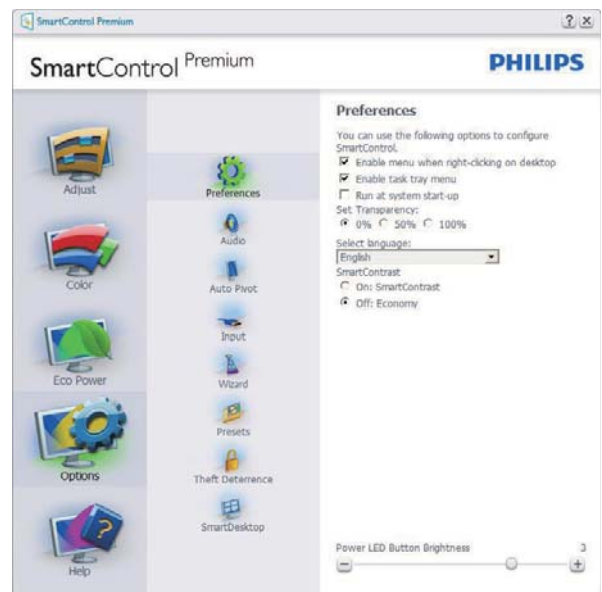 SmartControl Premium
SmartControl Premium
PHILIPS
Adjust
Color
Eco Power
Options
Help
Preferences
Audio
Auto Pivot
Input
Wizard
Presets
Theft Deterrence
SmartDesktop
Preferences
You can use the following options to configure
SmartControl.
Enable menu when right-clicking on desktop
Enable task tray menu
Run at system start-up
Set Transparency:
0% 50% 100%
Select language:
English
SmartContrast
On: SmartContrast
Off: Economy
Power LED Button Brightness 3